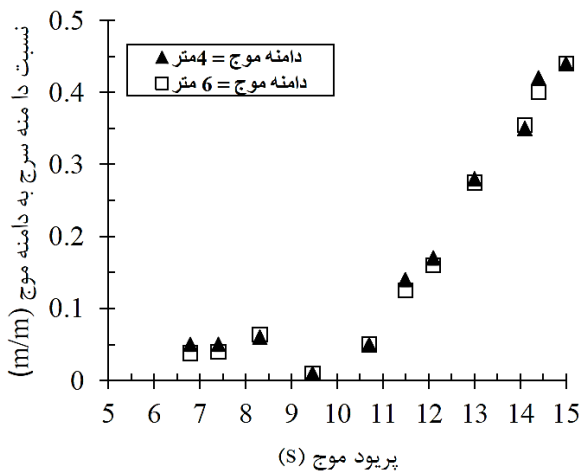 نسبت دامنه سرج به دامنه موج (m/m)
0.5
0.4
0.3
0.2
0.1
0
دامنه موج = 4متر
دامنه موج = 6 متر
5 6 7 8 9 10 11 12 13 14 15
پریود موج (s)